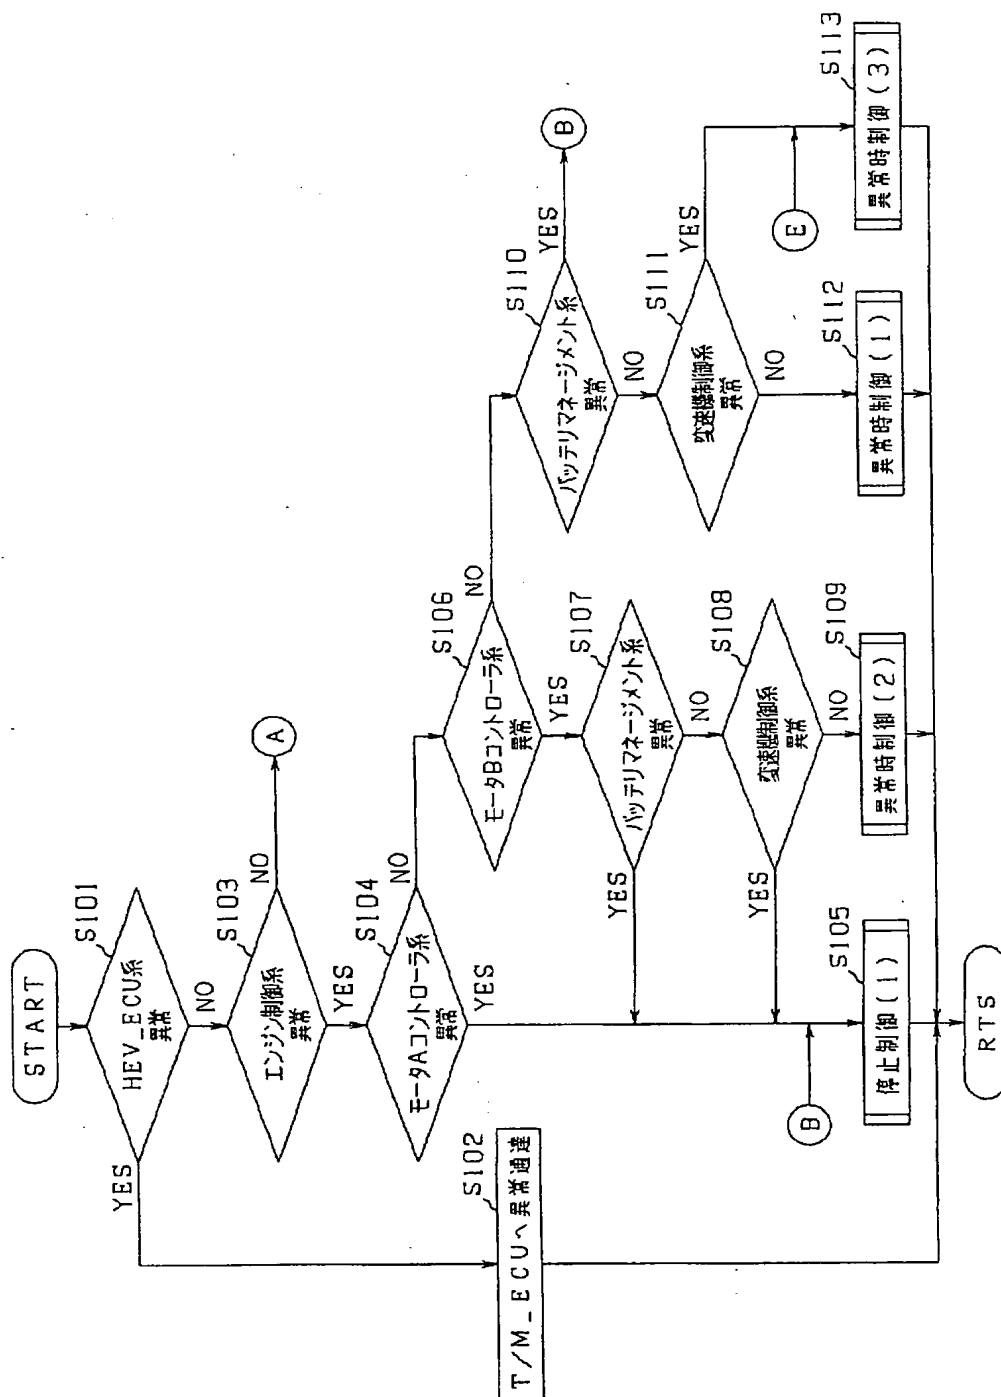 START
S101
HEV_ECU系
異常
YES
NO
S102
T/M_ECUへ異常通達
S103
エンジン制御系
異常
NO
A
YES
S104
モータAコントローラ系
異常
NO
YES
B
S105
停止制御(1)
S106
モータBコントローラ系
異常
NO
YES
S107
バッテリマネージメント系
異常
YES
NO
S108
変速機制御系
異常
YES
NO
S109
異常時制御(2)
S110
バッテリマネージメント系
異常
YES
B
NO
S111
変速機制御系
異常
YES
NO
E
S112
異常時制御(1)
S113
異常時制御(3)
RTS